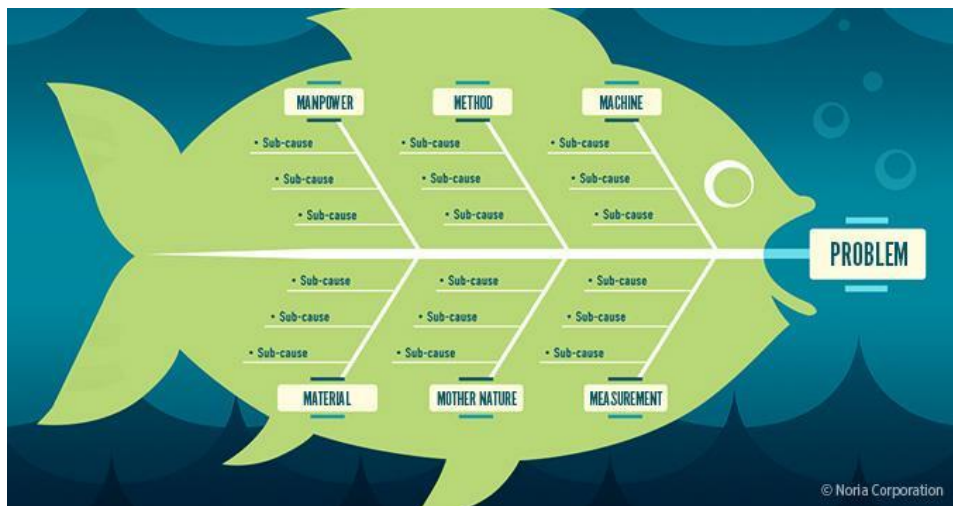 MANPOWER
METHOD
MACHINE
• Sub-cause
• Sub-cause
• Sub-cause
• Sub-cause
• Sub-cause
• Sub-cause
• Sub-cause
• Sub-cause
• Sub-cause
PROBLEM
• Sub-cause
• Sub-cause
• Sub-cause
• Sub-cause
• Sub-cause
• Sub-cause
• Sub-cause
• Sub-cause
• Sub-cause
MATERIAL
MOTHER NATURE
MEASUREMENT
© Noria Corporation